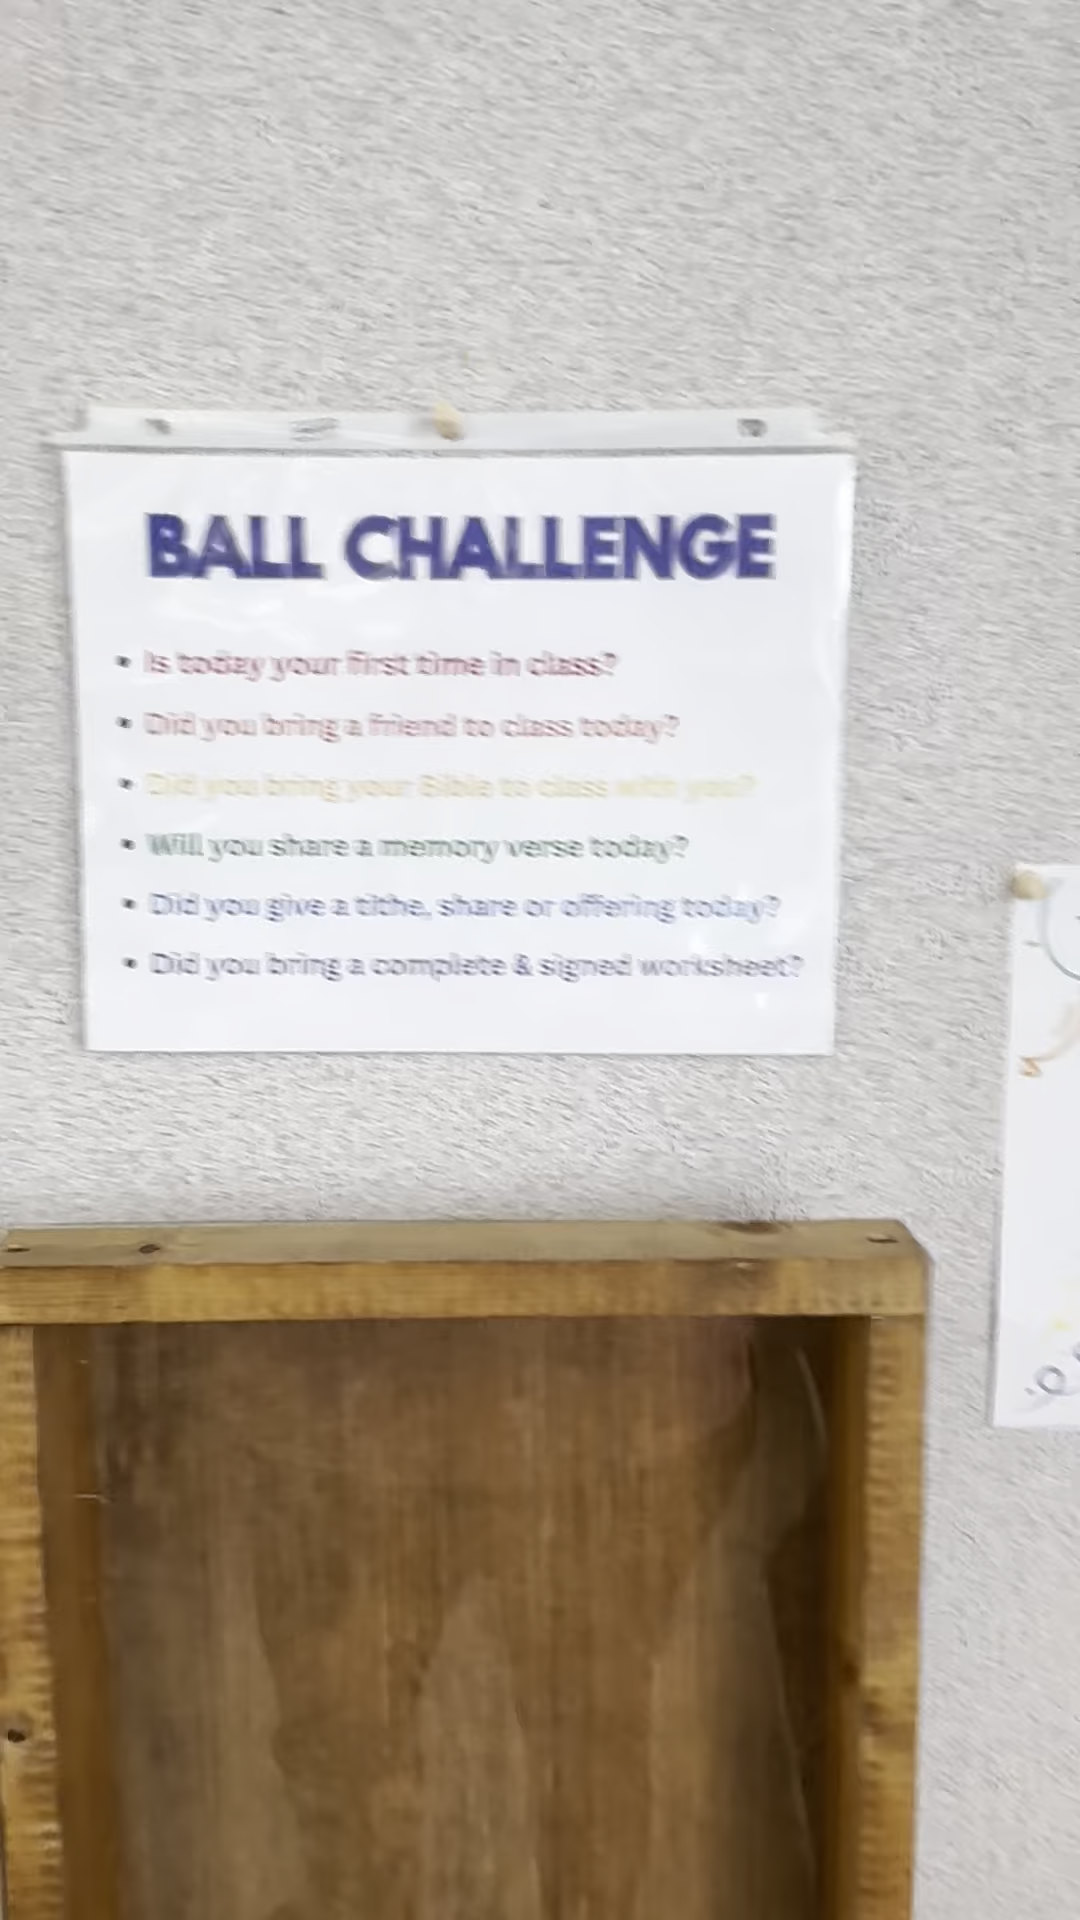 BALL CHALLENGE
• Is today your first time in class?
• Did you bring a friend to class today?
• Did you bring your Bible to class with you?
• Will you share a memory verse today?
• Did you give a tithe, share or offering today?
• Did you bring a complete & signed worksheet?